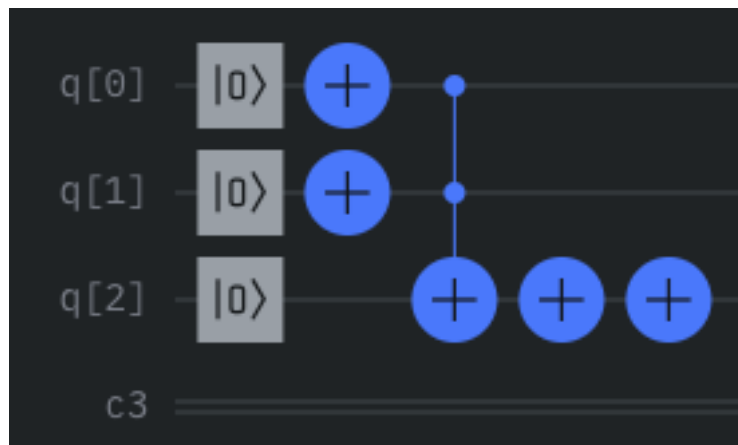 q[0] |0⟩ +
q[1] |0⟩ +
q[2] |0⟩ + + +
c3